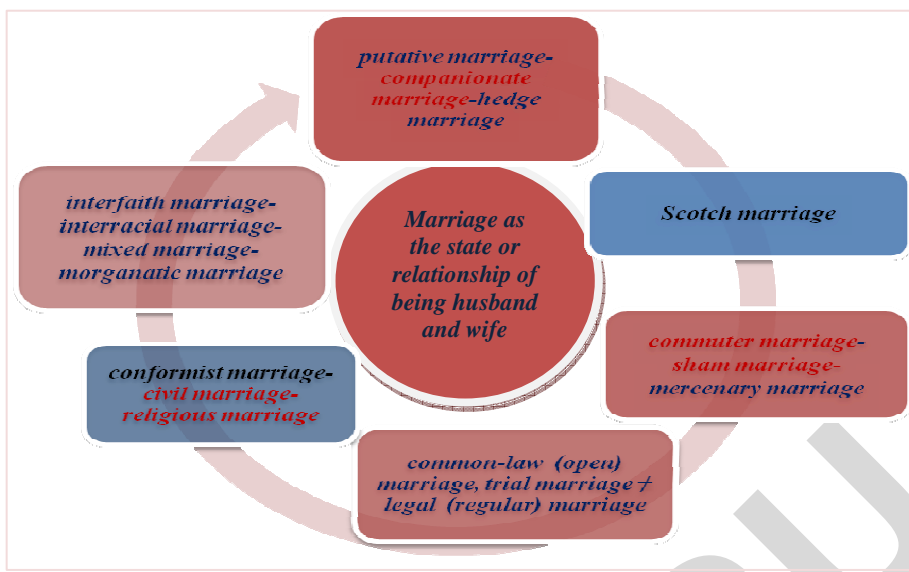 putative marriage-
companionate
marriage-hedge
marriage
Scotch marriage
commuter marriage-
sham marriage-
mercenary marriage
common-law (open)
marriage, trial marriage ≠
legal (regular) marriage
conformist marriage-
civil marriage-
religious marriage
interfaith marriage-
interracial marriage-
mixed marriage-
morganatic marriage
Marriage as
the state or
relationship of
being husband
and wife